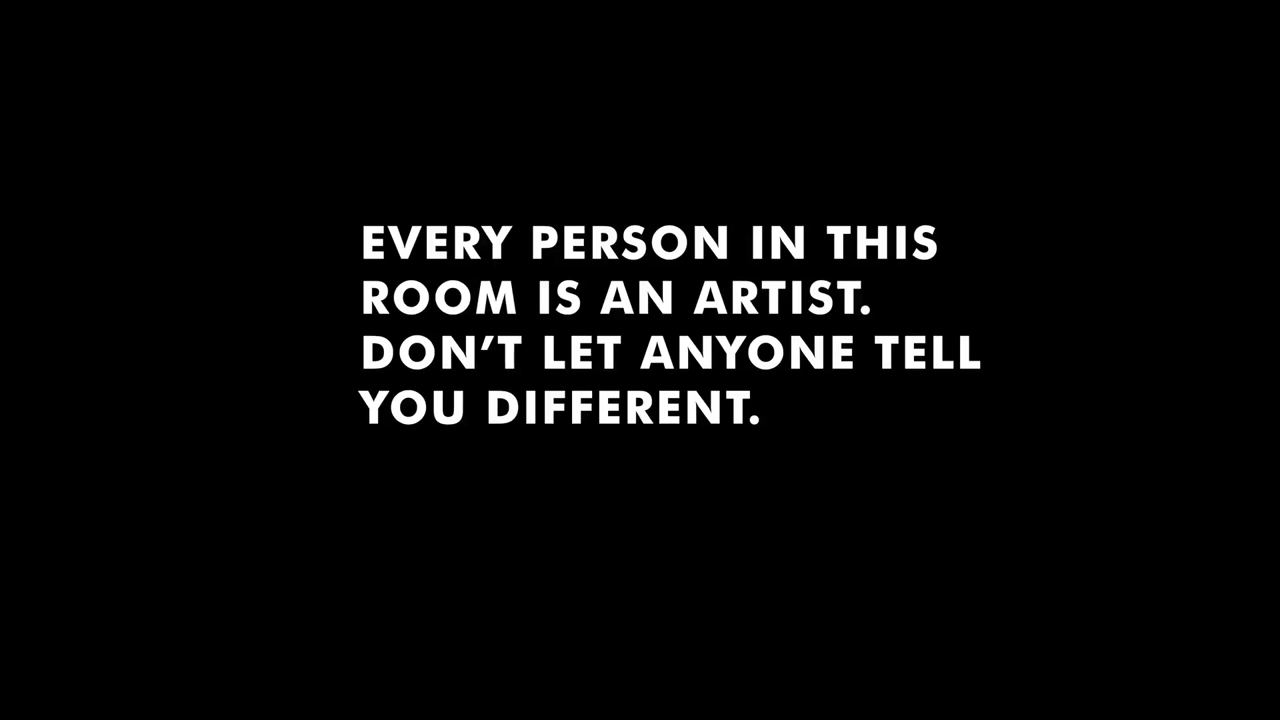 EVERY PERSON IN THIS
ROOM IS AN ARTIST.
DON’T LET ANYONE TELL
YOU DIFFERENT.